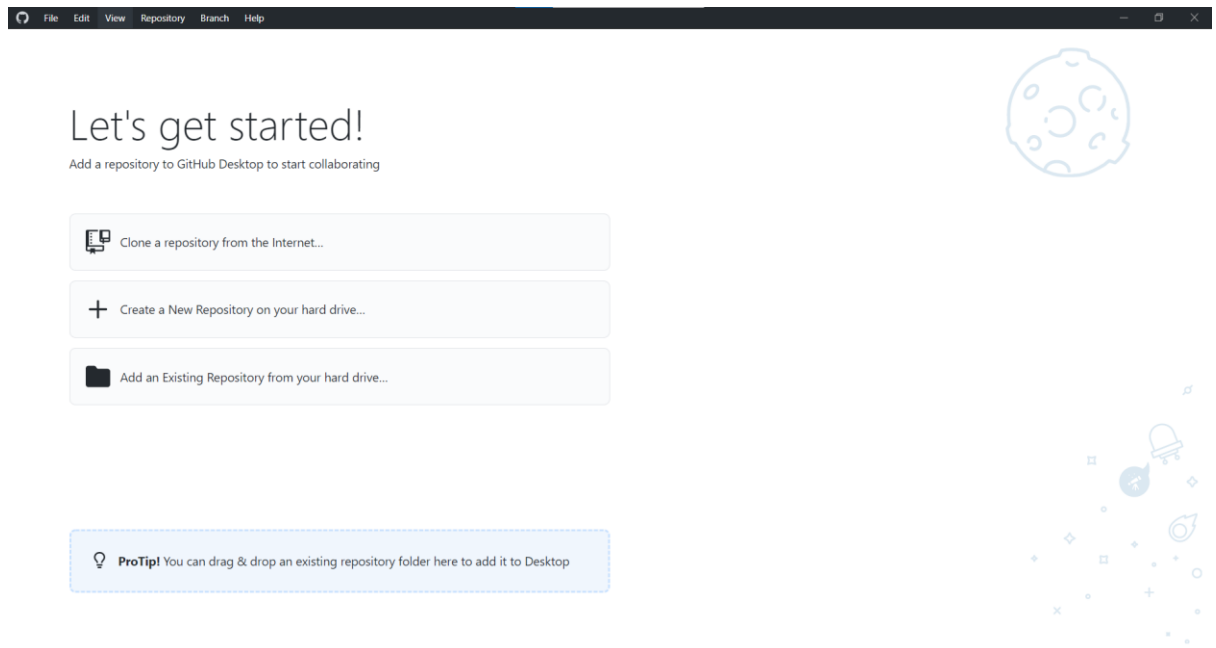 File Edit View Repository Branch Help
Let's get started!
Add a repository to GitHub Desktop to start collaborating
Clone a repository from the Internet...
Create a New Repository on your hard drive...
Add an Existing Repository from your hard drive...
ProTip! You can drag & drop an existing repository folder here to add it to Desktop